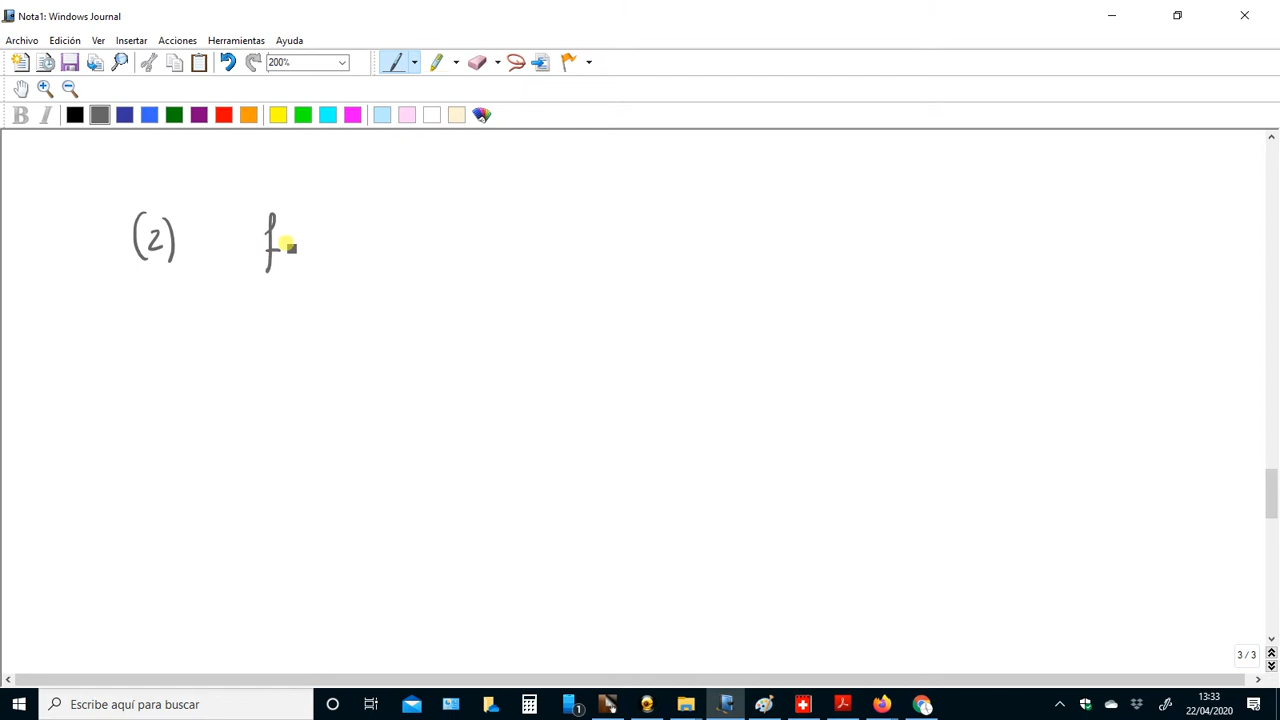 Nota1: Windows Journal
Archivo Edición Ver Insertar Acciones Herramientas Ayuda
200%
B I
(2) f
3 / 3
Escribe aquí para buscar
1
13:33
22/04/2020